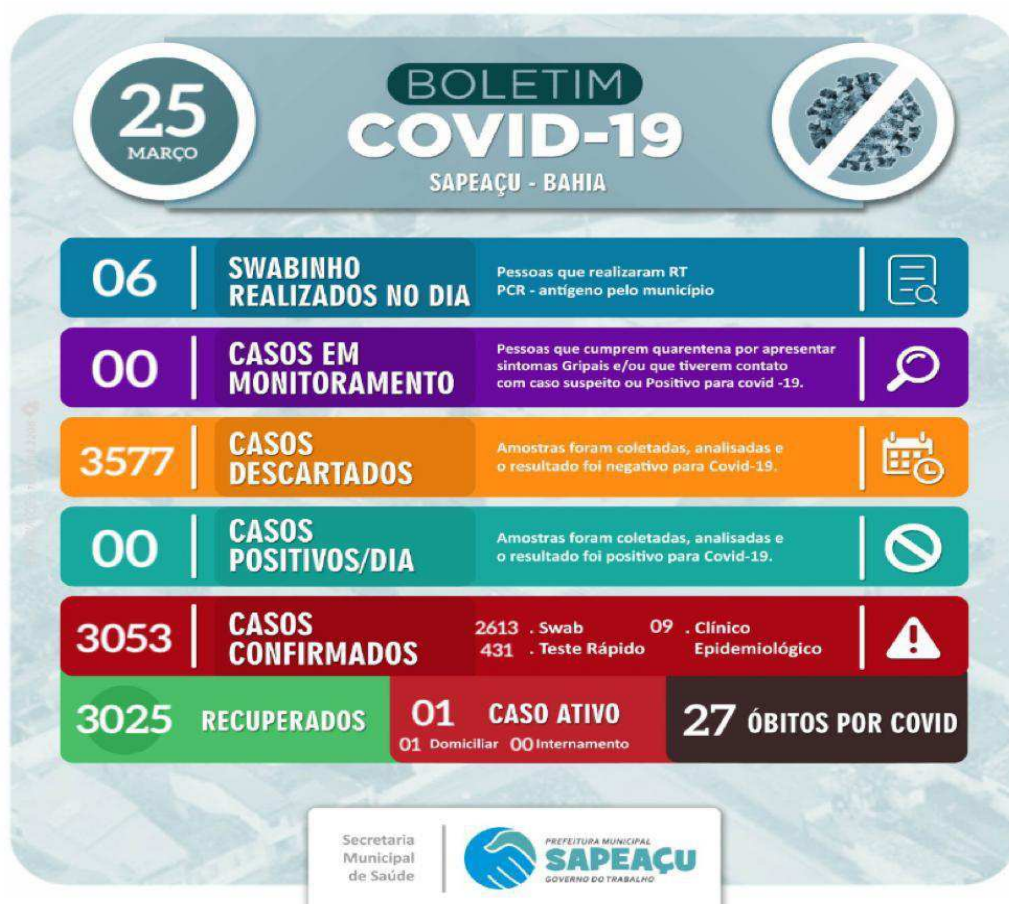 25
MARÇO
BOLETIM
COVID-19
SAPEAÇU - BAHIA
06
SWABINHO
REALIZADOS NO DIA
Pessoas que realizaram RT
PCR - antígeno pelo município
00
CASOS EM
MONITORAMENTO
Pessoas que cumprem quarentena por apresentar
sintomas Gripais e/ou que tiverem contato
com caso suspeito ou Positivo para covid -19.
3577
CASOS
DESCARTADOS
Amostras foram coletadas, analisadas e
o resultado foi negativo para Covid-19.
00
CASOS
POSITIVOS/DIA
Amostras foram coletadas, analisadas e
o resultado foi positivo para Covid-19.
3053
CASOS
CONFIRMADOS
2613 . Swab
431 . Teste Rápido
09 . Clínico
Epidemiológico
3025 RECUPERADOS
01 CASO ATIVO
01 Domiciliar 00 Internamento
27 ÓBITOS POR COVID
Secretaria
Municipal
de Saúde
PREFEITURA MUNICIPAL
SAPEAÇU
GOVERNO DO TRABALHO